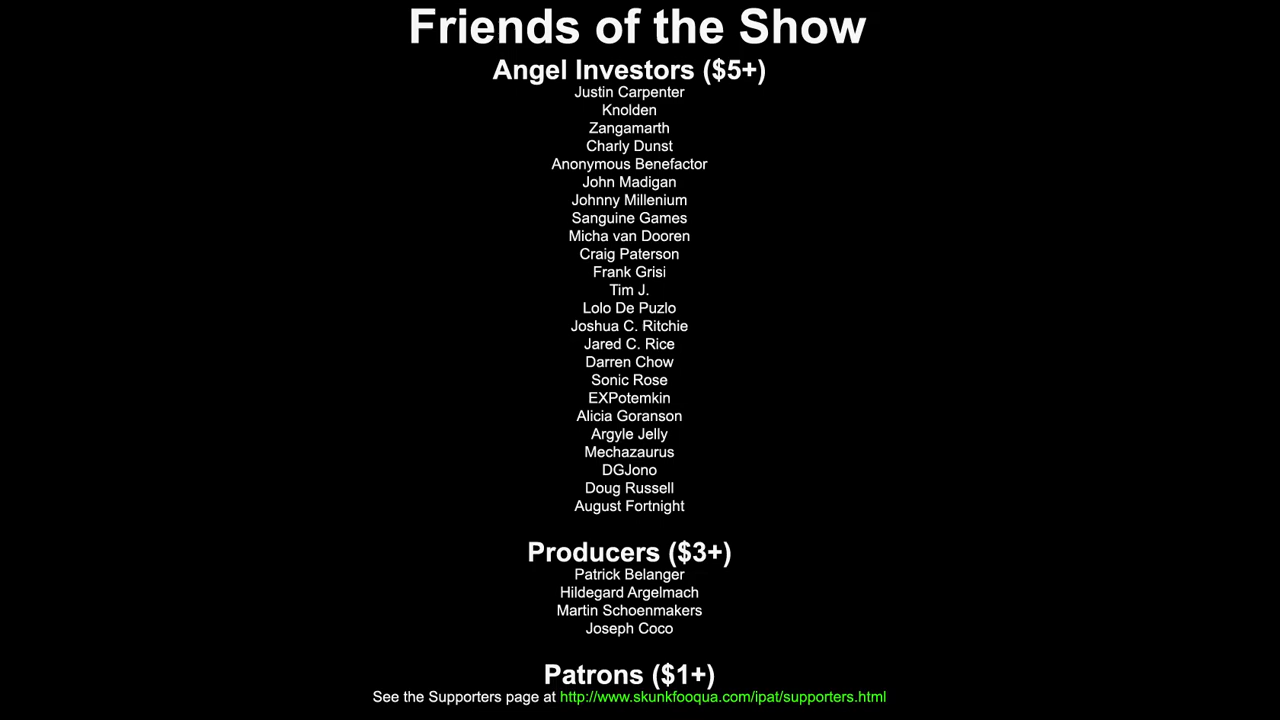 Friends of the Show
Angel Investors ($5+)
Justin Carpenter
Knolden
Zangamarth
Charly Dunst
Anonymous Benefactor
John Madigan
Johnny Millenium
Sanguine Games
Micha van Dooren
Craig Paterson
Frank Grisi
Tim J.
Lolo De Puzlo
Joshua C. Ritchie
Jared C. Rice
Darren Chow
Sonic Rose
EXPotemkin
Alicia Goranson
Argyle Jelly
Mechazaurus
DGJono
Doug Russell
August Fortnight
Producers ($3+)
Patrick Belanger
Hildegard Argelmach
Martin Schoenmakers
Joseph Coco
Patrons ($1+)
See the Supporters page at http://www.skunkfooqua.com/ipat/supporters.html